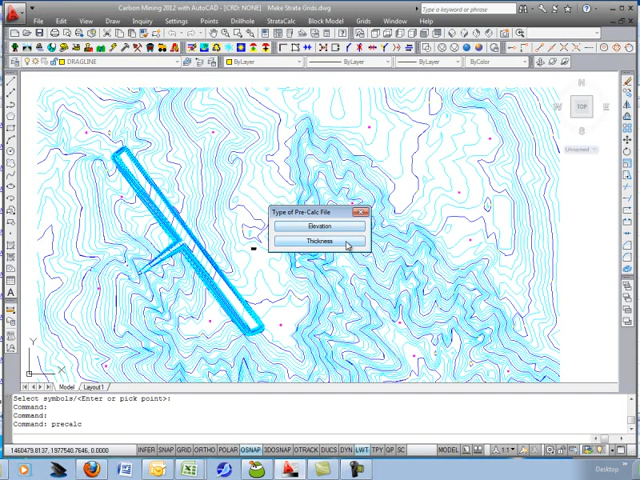 Carlson Mining 2012 with AutoCAD - [CRD: NONE] Make Strata Grids.dwg
Type a keyword or phrase
File Edit View Draw Inquiry Settings Points Drillhole StrataCalc Block Model Grids Window Help
DRAGLINE
ByLayer
ByLayer
ByLayer
ByColor
N
W TOP E
S
Unnamed
Type of Pre-Calc File
Elevation
Thickness
Y
X
Model Layout1
Select symbols/<Enter or pick point>:
Command:
Command:
Command: precalc
1460479.8137, 1977540.7646, 0.0000 INFER SNAP GRID ORTHO POLAR OSNAP 3DOSNAP OTRACK DUCS DYN LWT TPY QP SC MODEL 1:1
Desktop